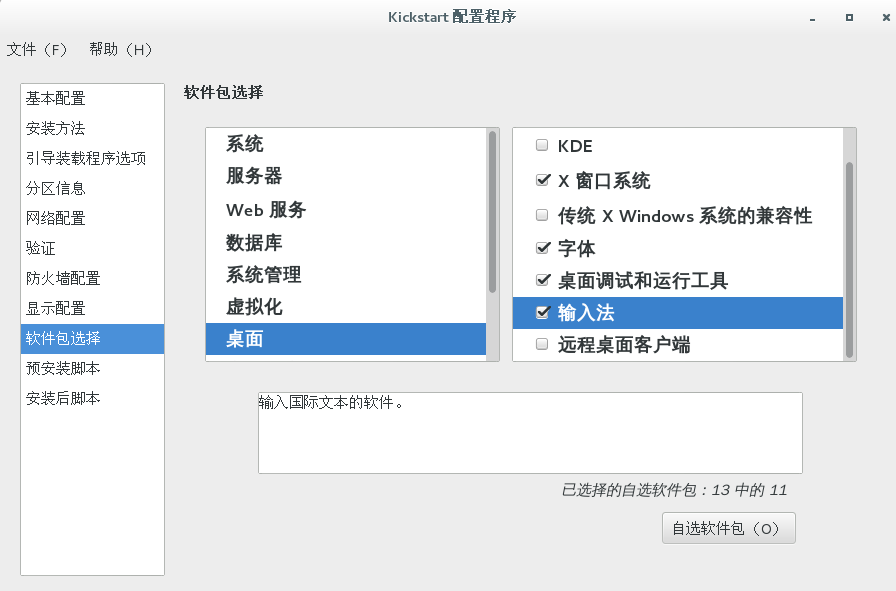 Kickstart 配置程序
文件（F） 帮助（H）
基本配置
安装方法
引导装载程序选项
分区信息
网络配置
验证
防火墙配置
显示配置
软件包选择
预安装脚本
安装后脚本
软件包选择
系统
服务器
Web 服务
数据库
系统管理
虚拟化
桌面
KDE
X 窗口系统
传统 X Windows 系统的兼容性
字体
桌面调试和运行工具
输入法
远程桌面客户端
输入国际文本的软件。
已选择的自选软件包：13 中的 11
自选软件包（O）